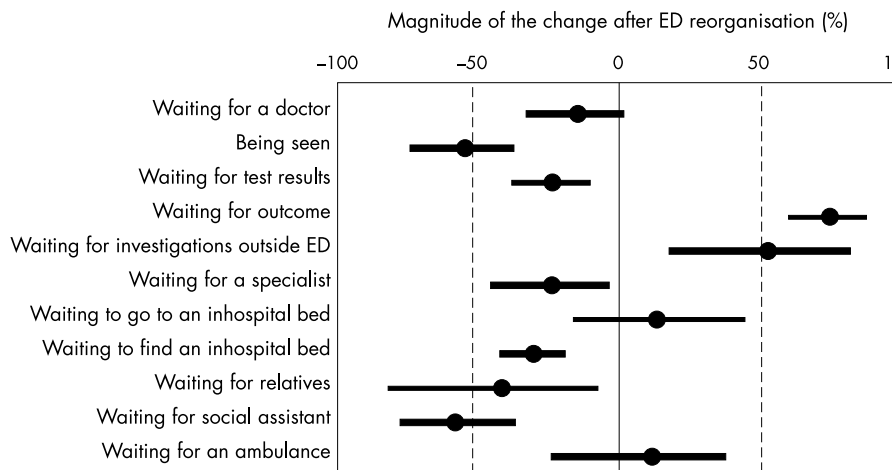 Magnitude of the change after ED reorganisation (%)
–100 –50 0 50 1
Waiting for a doctor
Being seen
Waiting for test results
Waiting for outcome
Waiting for investigations outside ED
Waiting for a specialist
Waiting to go to an inhospital bed
Waiting to find an inhospital bed
Waiting for relatives
Waiting for social assistant
Waiting for an ambulance